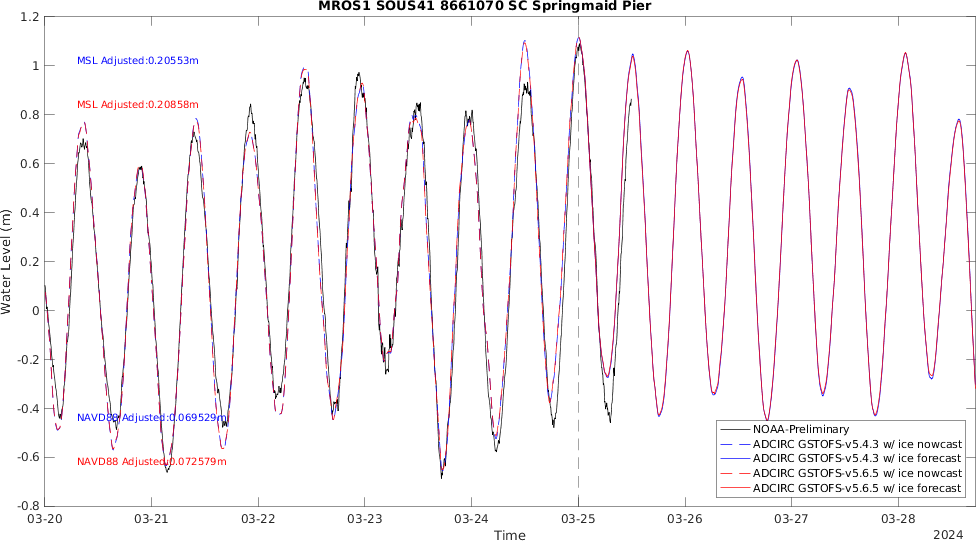 MROS1 SOUS41 8661070 SC Springmaid Pier
1.2
1
0.8
0.6
0.4
0.2
0
-0.2
-0.4
-0.6
-0.8
Water Level (m)
MSL Adjusted:0.20553m
MSL Adjusted:0.20858m
NAVD88 Adjusted:0.069529m
NAVD88 Adjusted:0.072579m
NOAA-Preliminary
ADCIRC GSTOFS-v5.4.3 w/ ice nowcast
ADCIRC GSTOFS-v5.4.3 w/ ice forecast
ADCIRC GSTOFS-v5.6.5 w/ ice nowcast
ADCIRC GSTOFS-v5.6.5 w/ ice forecast
03-20 03-21 03-22 03-23 03-24 03-25 03-26 03-27 03-28
Time
2024